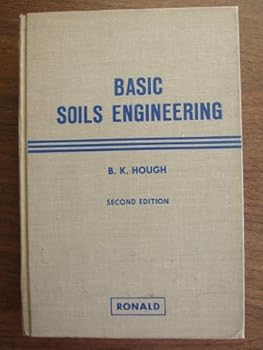 BASIC
SOILS ENGINEERING
B. K. HOUGH
SECOND EDITION
RONALD